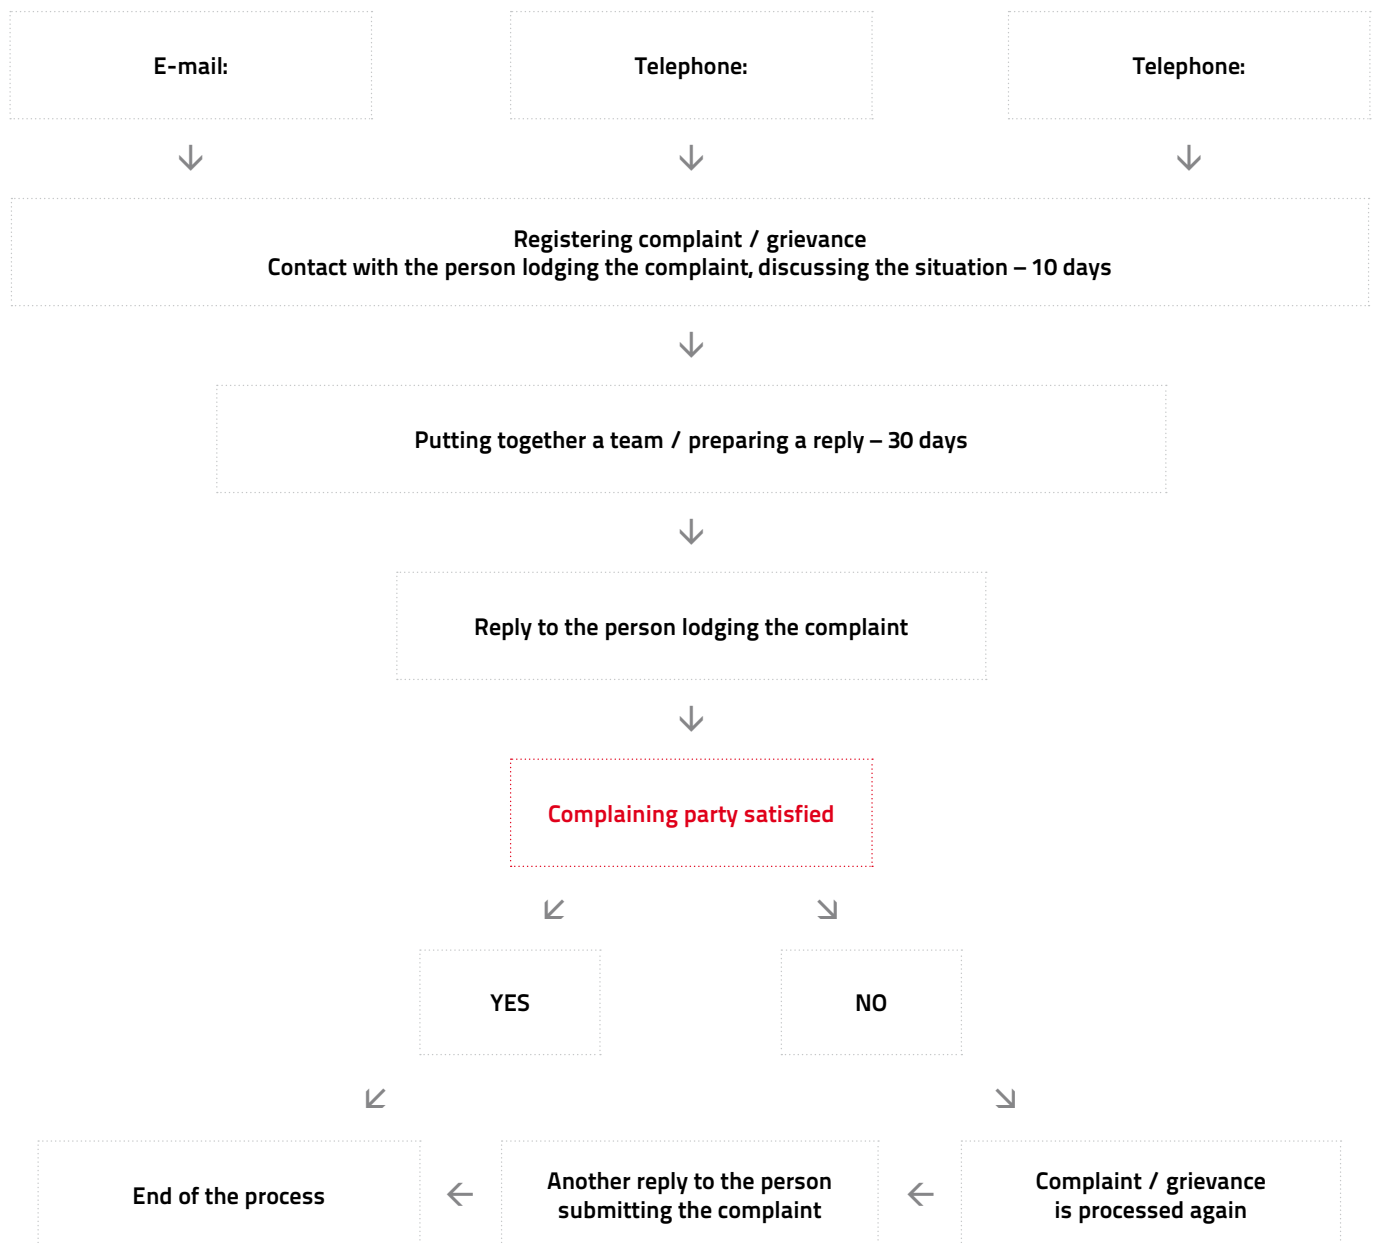 E-mail:
Telephone:
Telephone:
Registering complaint / grievance
Contact with the person lodging the complaint, discussing the situation – 10 days
Putting together a team / preparing a reply – 30 days
Reply to the person lodging the complaint
Complaining party satisfied
YES
NO
End of the process
Another reply to the person
submitting the complaint
Complaint / grievance
is processed again